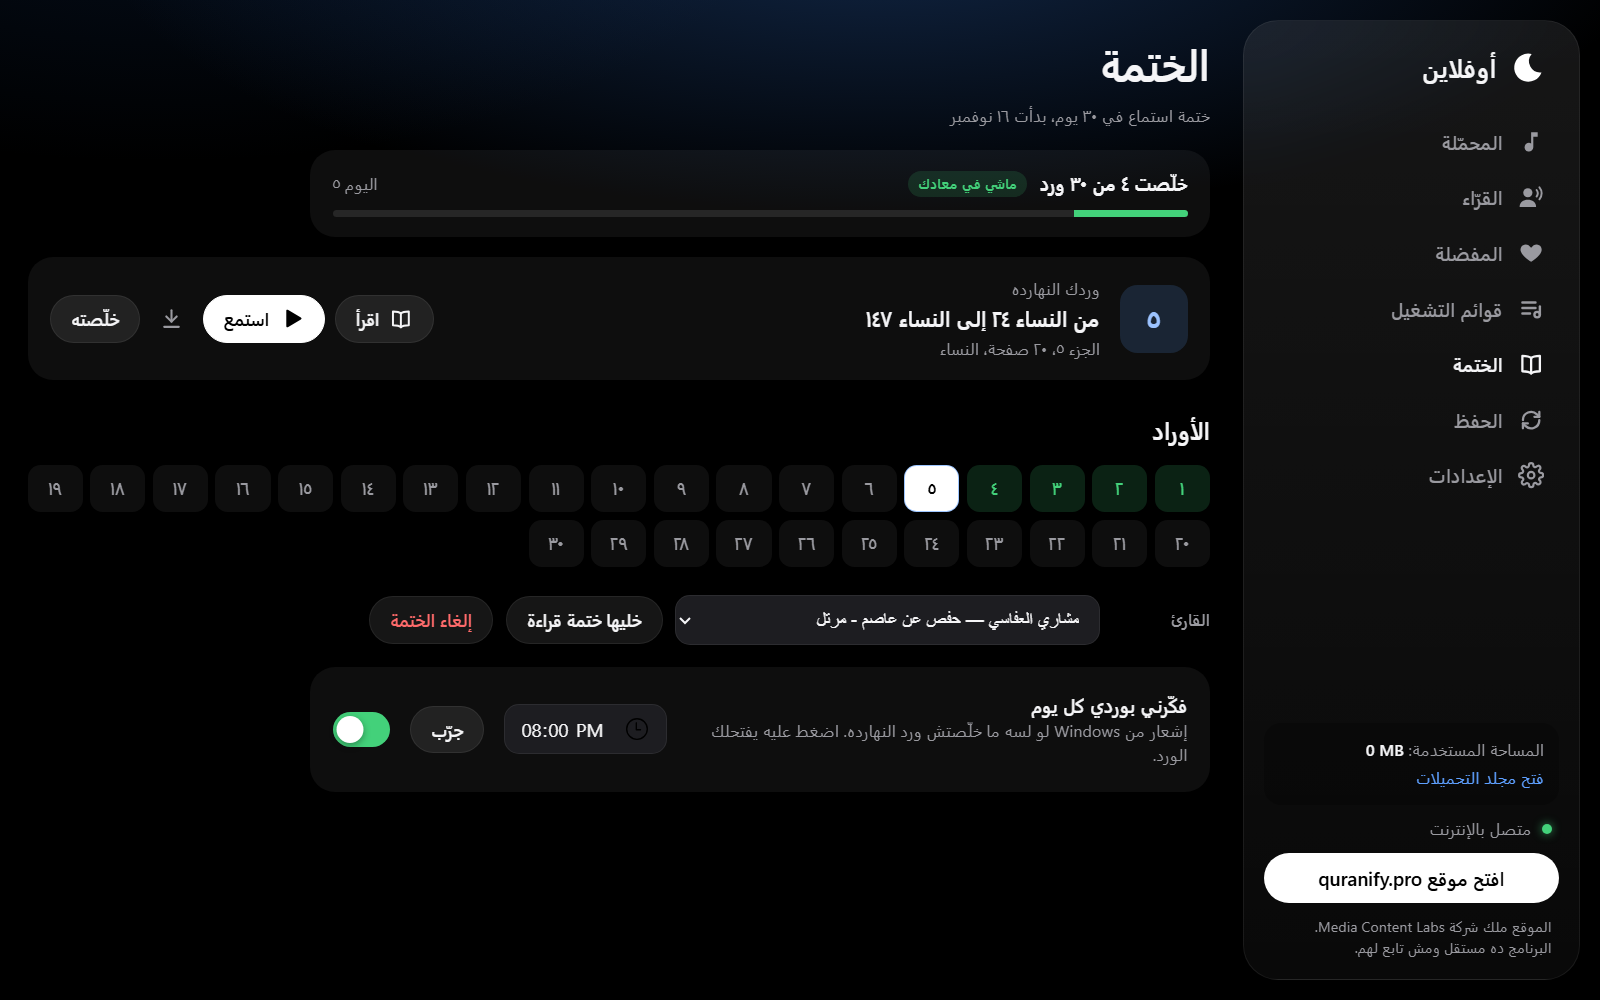 أوفلاين
المحمّلة
القرّاء
المفضلة
قوائم التشغيل
الختمة
الحفظ
الإعدادات
المساحة المستخدمة: 0 MB
فتح مجلد التحميلات
متصل بالإنترنت
افتح موقع quranify.pro
الموقع ملك شركة Media Content Labs.
البرنامج ده مستقل ومش تابع لهم.
الختمة
ختمة استماع في ٣٠ يوم، بدأت ١٦ نوفمبر
خلّصت ٤ من ٣٠ ورد ماشي في معادك اليوم ٥
٥
وردك النهارده
من النساء ٢٤ إلى النساء ١٤٧
الجزء ٥، ٢٠ صفحة، النساء
اقرأ استمع خلّصته
الأوراد
١ ٢ ٣ ٤ ٥ ٦ ٧ ٨ ٩ ١٠ ١١ ١٢ ١٣ ١٤ ١٥ ١٦ ١٧ ١٨ ١٩
٢٠ ٢١ ٢٢ ٢٣ ٢٤ ٢٥ ٢٦ ٢٧ ٢٨ ٢٩ ٣٠
القارئ مشاري العفاسي — حفص عن عاصم - مرتل خليها ختمة قراءة إلغاء الختمة
فكّرني بوردي كل يوم
إشعار من Windows لو لسه ما خلّصتش ورد النهارده. اضغط عليه يفتحلك
الورد.
08:00 PM جرّب